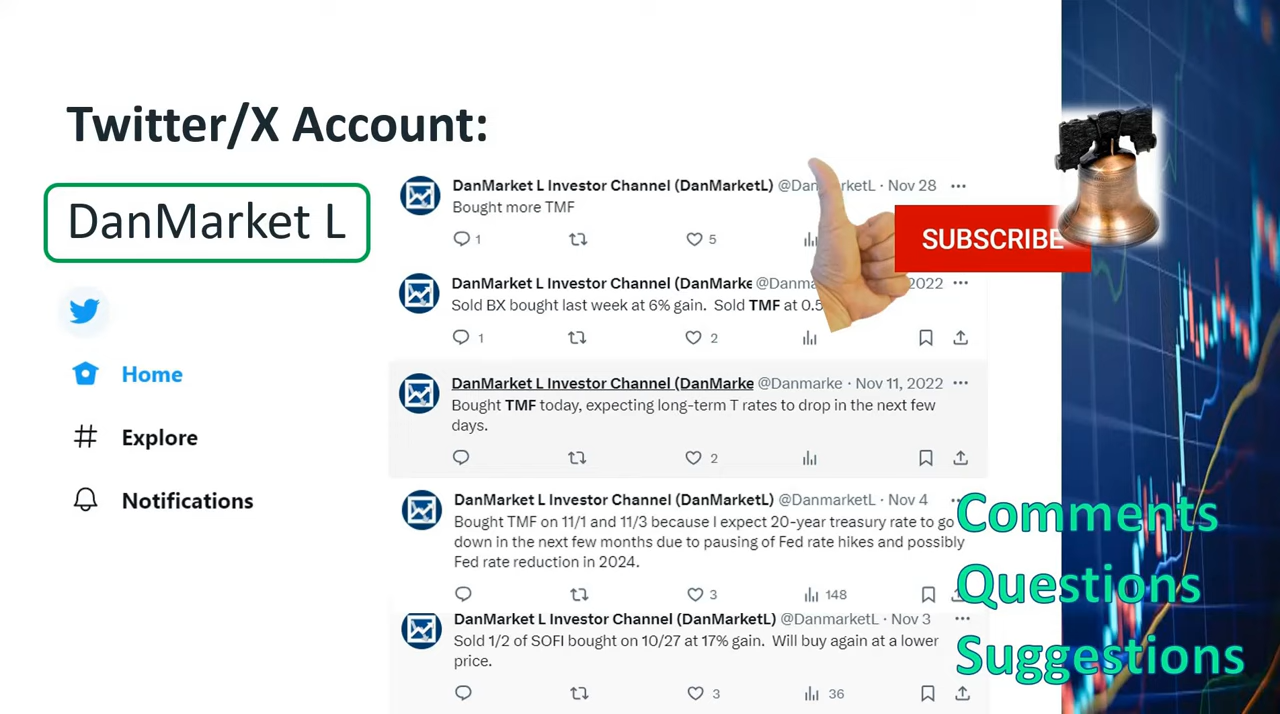 Twitter/X Account:
DanMarket L
Home
Explore
Notifications
DanMarket L Investor Channel (DanMarketL) · Nov 28
Bought more TMF
1 5
DanMarket L Investor Channel (DanMarke 2022
Sold BX bought last week at 6% gain. Sold TMF at
1 2
DanMarket L Investor Channel (DanMarke @Danmarke · Nov 11, 2022
Bought TMF today, expecting long-term T rates to drop in the next few
days.
2
DanMarket L Investor Channel (DanMarketL) @DanmarketL · Nov 4
Bought TMF on 11/1 and 11/3 because I expect 20-year treasury rate to go
down in the next few months due to pausing of Fed rate hikes and possibly
Fed rate reduction in 2024.
3 148
DanMarket L Investor Channel (DanMarketL) @DanmarketL · Nov 3
Sold 1/2 of SOFI bought on 10/27 at 17% gain. Will buy again at a lower
price.
3 36
SUBSCRIBE
Comments
Questions
Suggestions